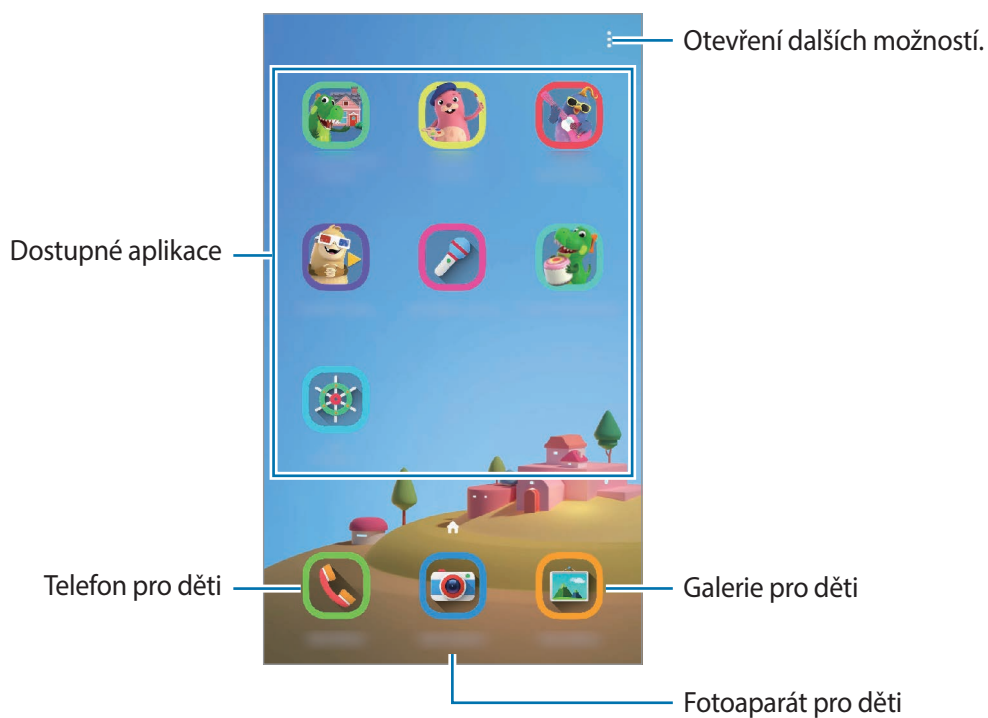 Otevření dalších možností.
Dostupné aplikace
Telefon pro děti
Galerie pro děti
Fotoaparát pro děti